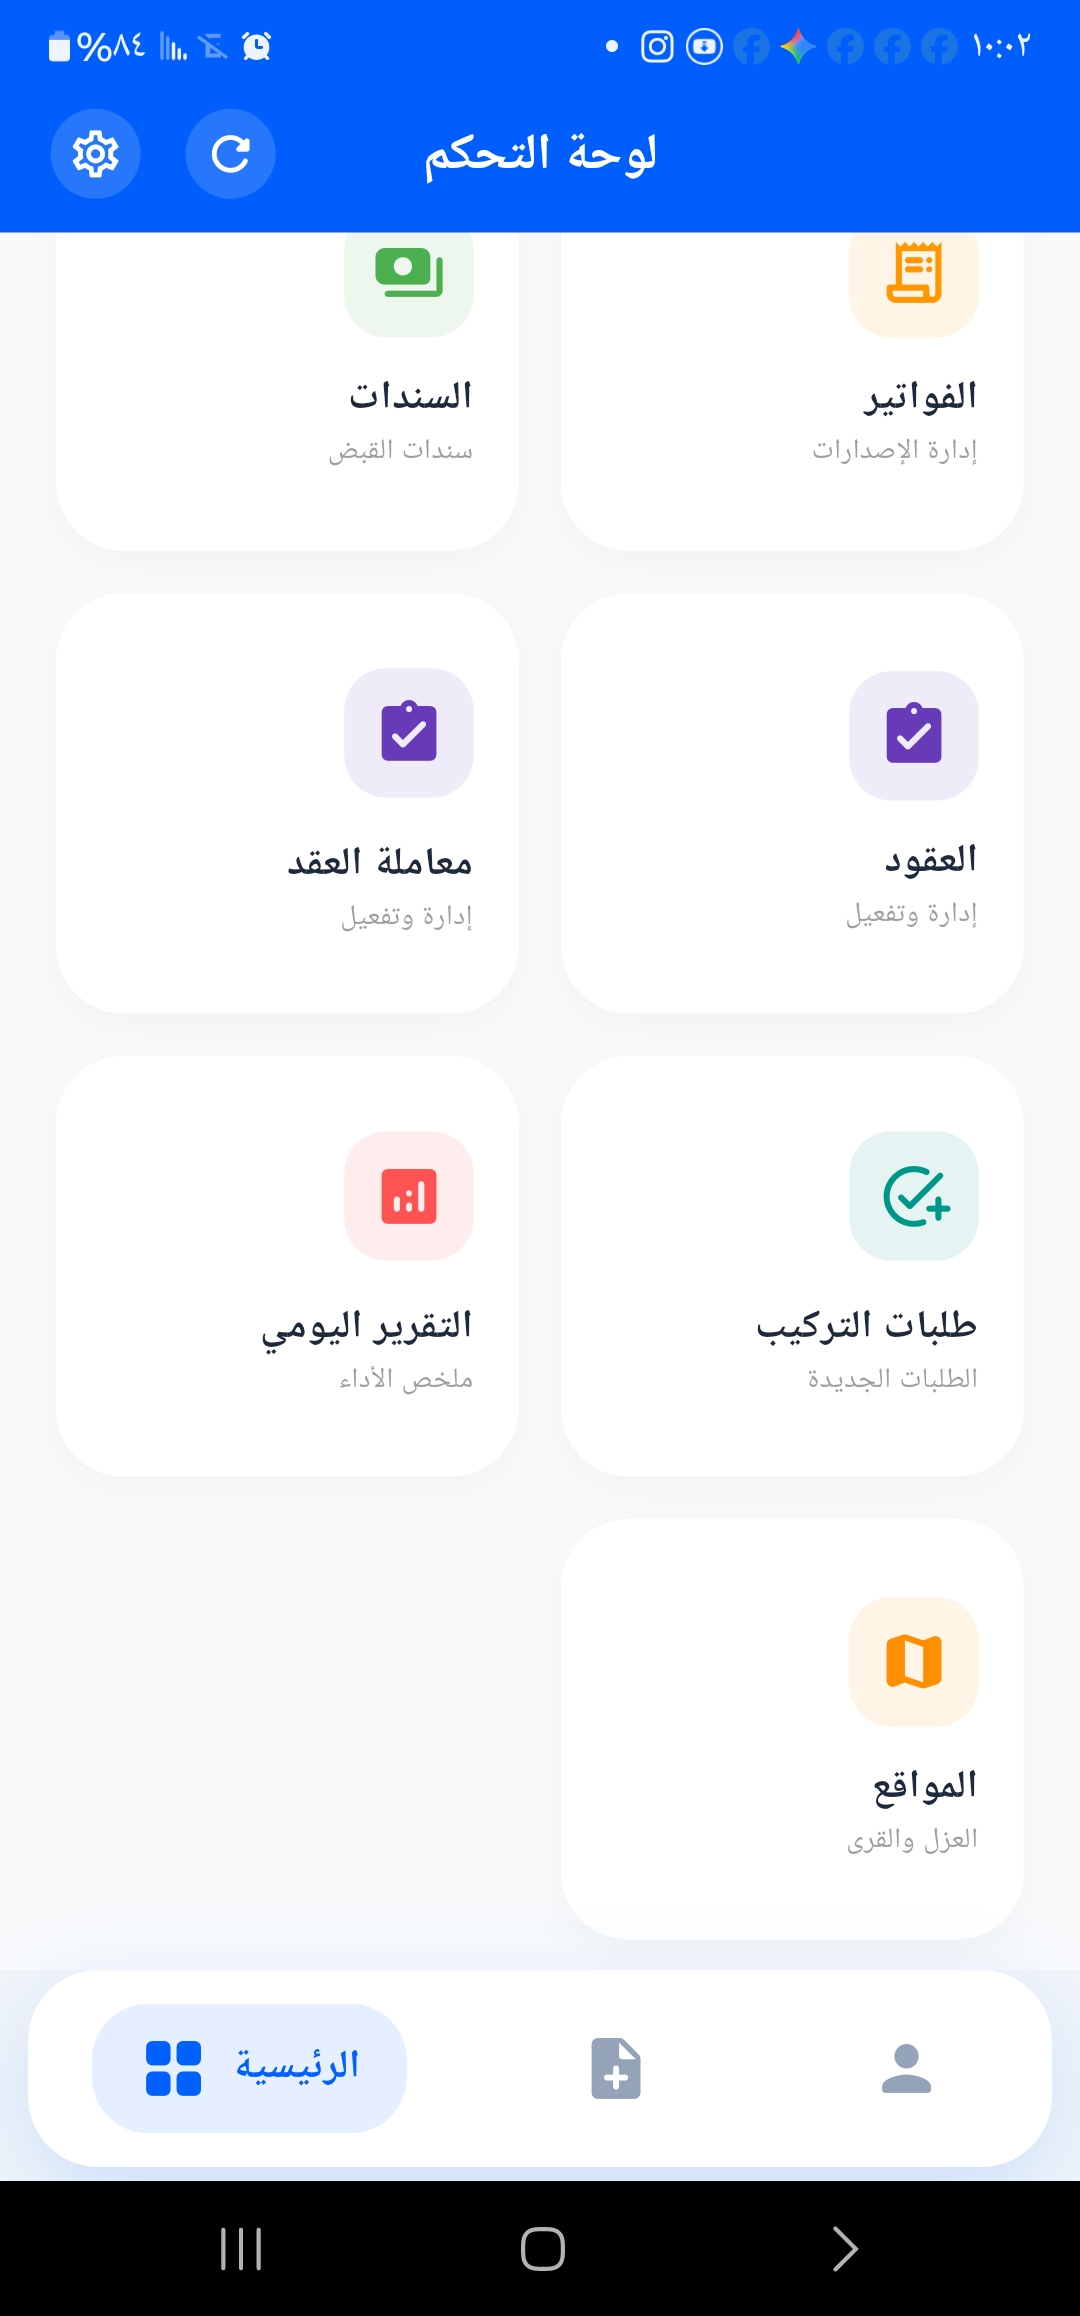 ١٠:٠٢
%٨٤
لوحة التحكم
الفواتير
إدارة الإصدارات
السندات
سندات القبض
العقود
إدارة وتفعيل
معاملة العقد
إدارة وتفعيل
طلبات التركيب
الطلبات الجديدة
التقرير اليومي
ملخص الأداء
المواقع
العزل والقرى
الرئيسية